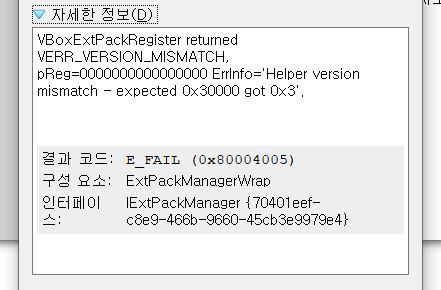 자세한 정보(D)
VBoxExtPackRegister returned
VERR_VERSION_MISMATCH,
pReg=0000000000000000 ErrInfo='Helper version
mismatch - expected 0x30000 got 0x3'.
결과 코드: E_FAIL (0x80004005)
구성 요소: ExtPackManagerWrap
인터페이 IExtPackManager {70401eef-
스: c8e9-466b-9660-45cb3e9979e4}